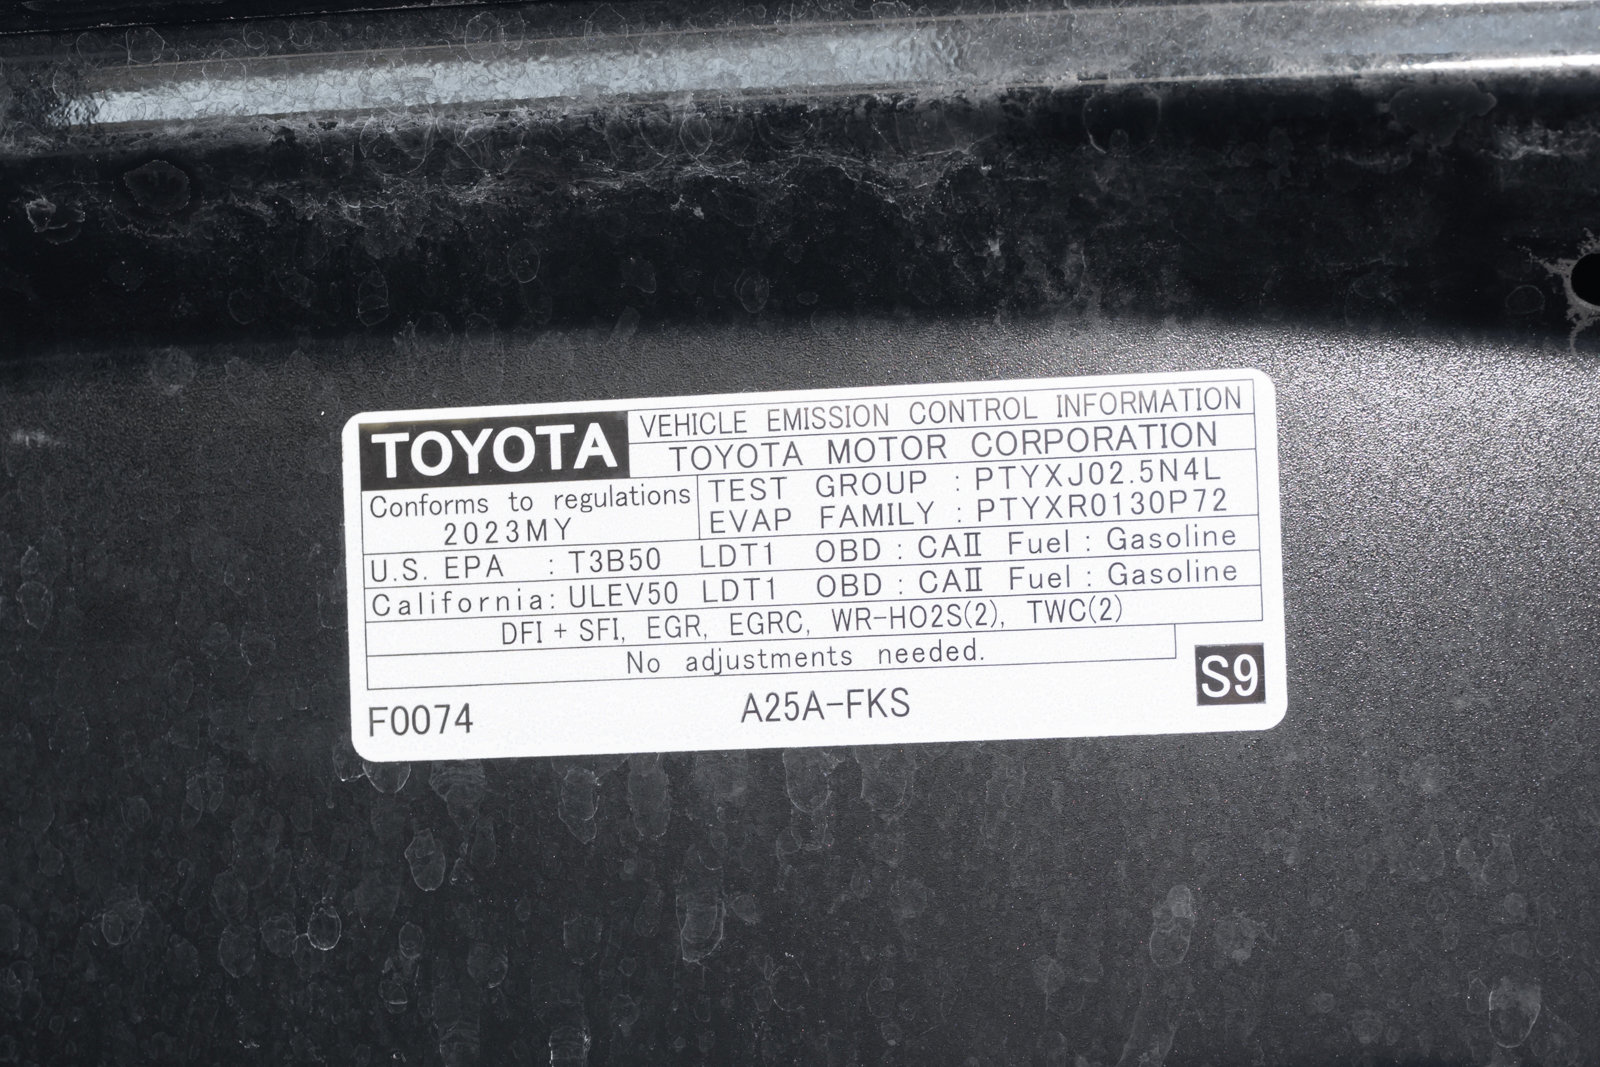 TOYOTA VEHICLE EMISSION CONTROL INFORMATION
TOYOTA MOTOR CORPORATION
Conforms to regulations
2023MY
TEST GROUP : PTYXJ02.5N4L
EVAP FAMILY : PTYXR0130P72
U.S. EPA : T3B50 LDT1 OBD : CAⅡ Fuel : Gasoline
California: ULEV50 LDT1 OBD : CAⅡ Fuel : Gasoline
DFI + SFI, EGR, EGRC, WR-HO2S(2), TWC(2)
No adjustments needed.
F0074 A25A-FKS S9